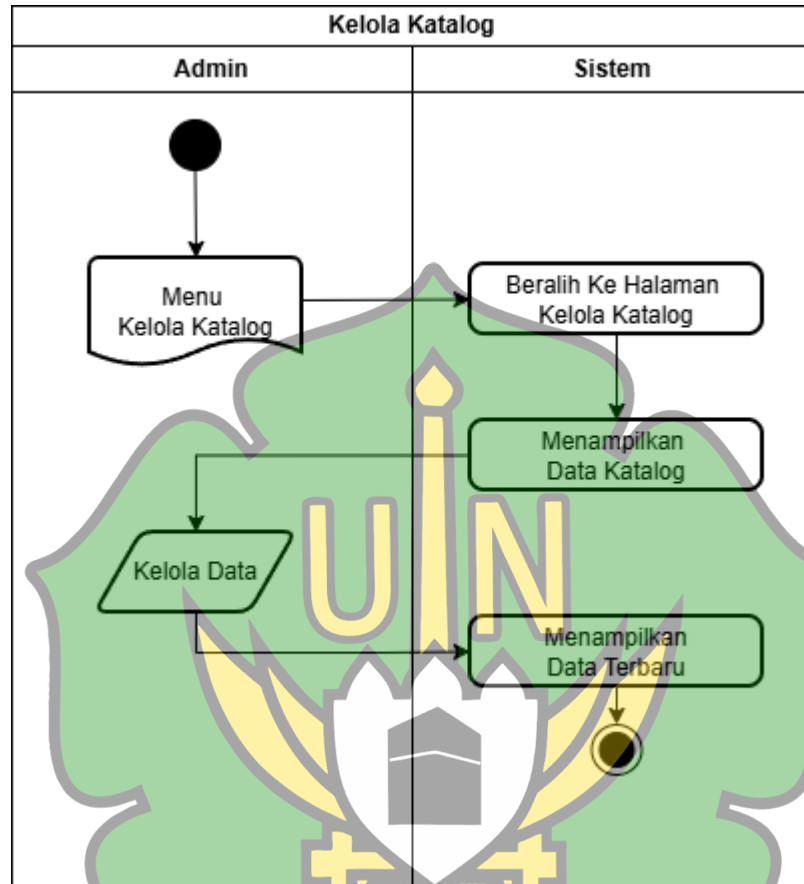 Kelola Katalog
Admin
Sistem
Menu
Kelola Katalog
Beralih Ke Halaman
Kelola Katalog
Menampilkan
Data Katalog
Kelola Data
Menampilkan
Data Terbaru
UIN